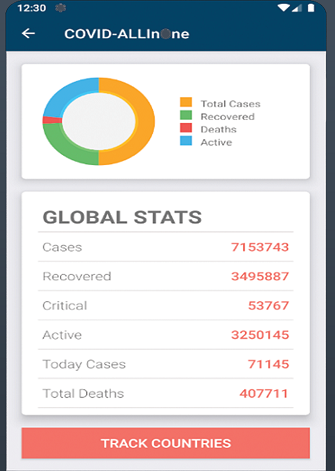 12:30
COVID-ALLInOne
Total Cases
Recovered
Deaths
Active
GLOBAL STATS
Cases 7153743
Recovered 3495887
Critical 53767
Active 3250145
Today Cases 71145
Total Deaths 407711
TRACK COUNTRIES